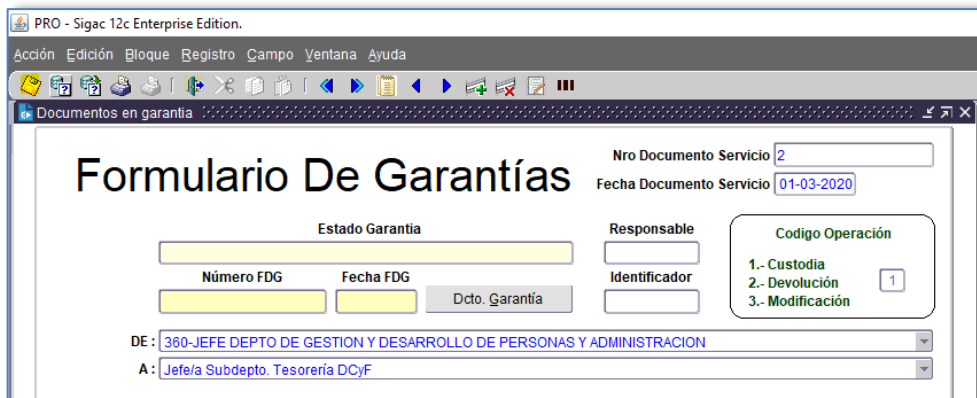 PRO - Sigac 12c Enterprise Edition.
Acción Edición Bloque Registro Campo Ventana Ayuda
Documentos en garantia
Formulario De Garantías
Nro Documento Servicio 2
Fecha Documento Servicio 01-03-2020
Estado Garantia
Responsable
Codigo Operación
Número FDG
Fecha FDG
Dcto. Garantía
Identificador
1.- Custodia
2.- Devolución
3.- Modificación
1
DE : 360-JEFE DEPTO DE GESTION Y DESARROLLO DE PERSONAS Y ADMINISTRACION
A : Jefe/a Subdepto. Tesorería DCyF